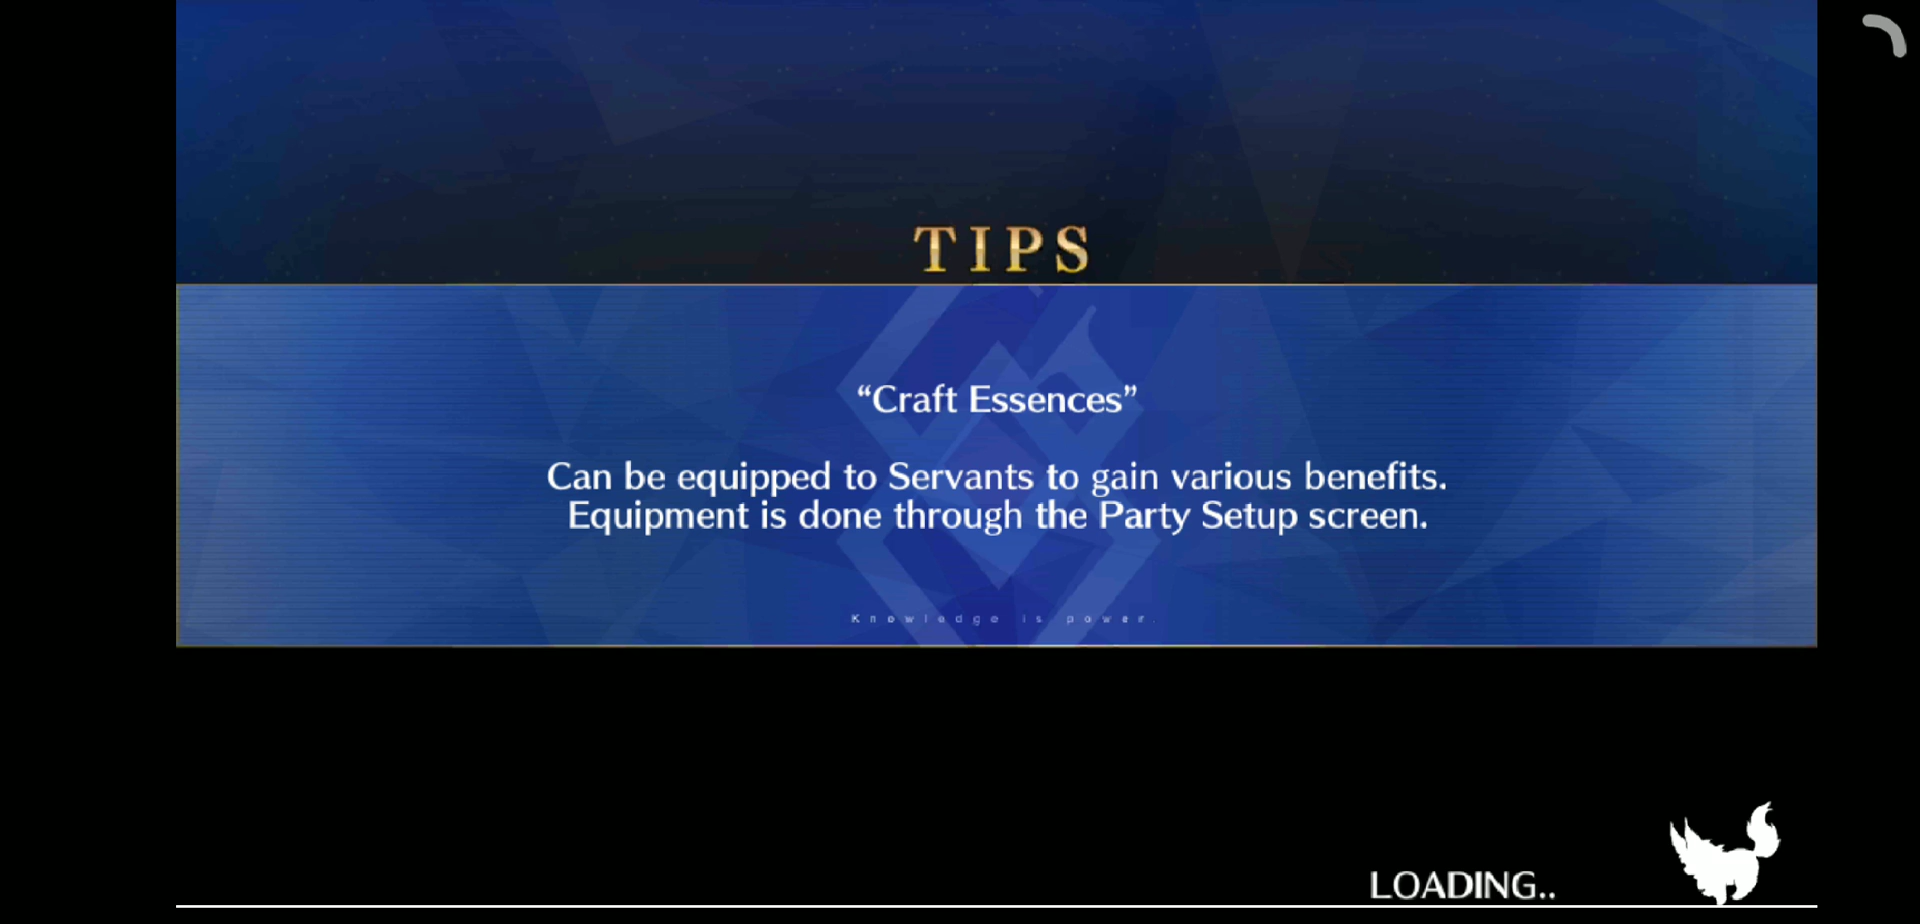 TIPS
“Craft Essences”
Can be equipped to Servants to gain various benefits.
Equipment is done through the Party Setup screen.
Knowledge is power.
LOADING..